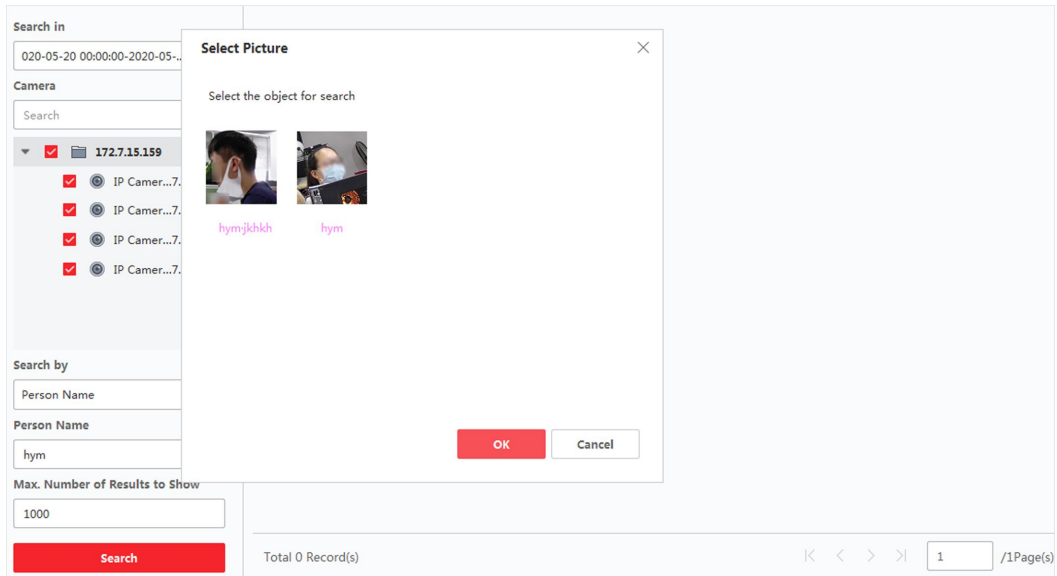 Search in
020-05-20 00:00:00-2020-05-..
Camera
Search
172.7.15.159
IP Camer...7.
IP Camer...7.
IP Camer...7.
IP Camer...7.
Search by
Person Name
Person Name
hym
Max. Number of Results to Show
1000
Search
Select Picture
Select the object for search
hym-jkhkh
hym
OK
Cancel
Total 0 Record(s)
1 /1Page(s)